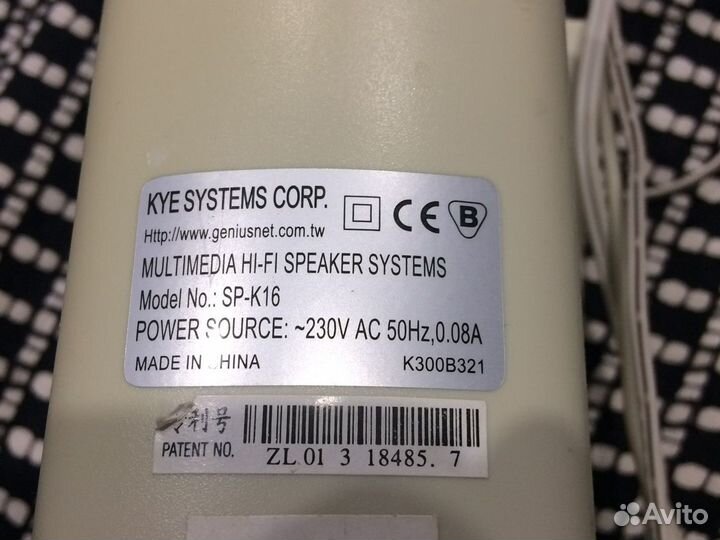 KYE SYSTEMS CORP.
B
Http://www.geniusnet.com.tw
MULTIMEDIA HI-FI SPEAKER SYSTEMS
Model No.: SP-K16
POWER SOURCE: ~230V AC 50Hz,0.08A
MADE IN CHINA K300B321
利号
PATENT NO.
ZL 01 3 18485. 7
Avito